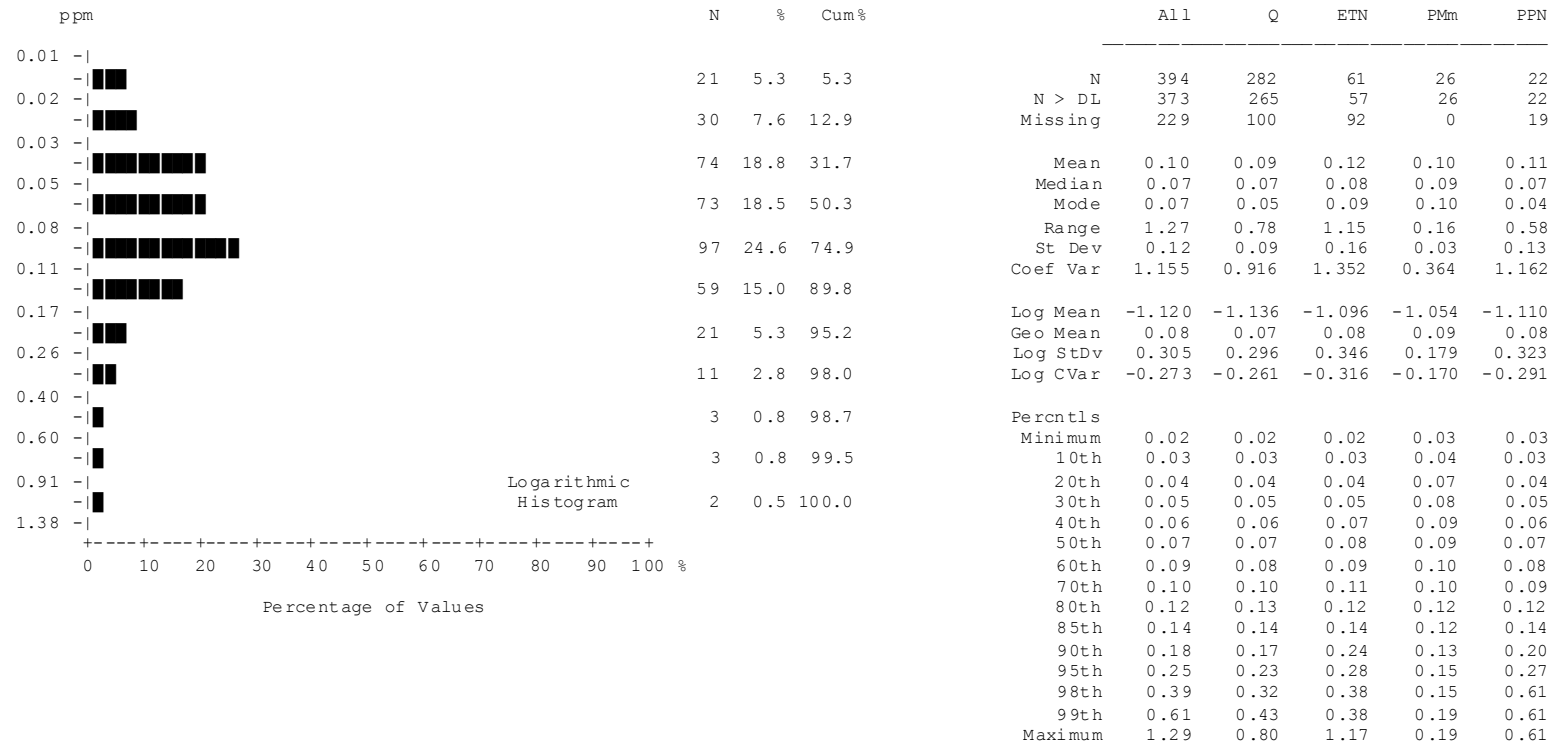 ppm N % Cum% All Q ETN PMm PPN
0.01 -|
-| 21 5.3 5.3 N 394 282 61 26 22
0.02 -| N > DL 373 265 57 26 22
-| 30 7.6 12.9 Missing 229 100 92 0 19
0.03 -|
-| 74 18.8 31.7 Mean 0.10 0.09 0.12 0.10 0.11
0.05 -| Median 0.07 0.07 0.08 0.09 0.07
-| 73 18.5 50.3 Mode 0.07 0.05 0.09 0.10 0.04
0.08 -| Range 1.27 0.78 1.15 0.16 0.58
-| 97 24.6 74.9 St Dev 0.12 0.09 0.16 0.03 0.13
0.11 -| Coef Var 1.155 0.916 1.352 0.364 1.162
-| 59 15.0 89.8
0.17 -| Log Mean -1.120 -1.136 -1.096 -1.054 -1.110
-| 21 5.3 95.2 Geo Mean 0.08 0.07 0.08 0.09 0.08
0.26 -| Log StDv 0.305 0.296 0.346 0.179 0.323
-| 11 2.8 98.0 Log CVar -0.273 -0.261 -0.316 -0.170 -0.291
0.40 -|
-| 3 0.8 98.7 Percntls
0.60 -| Minimum 0.02 0.02 0.02 0.03 0.03
-| 3 0.8 99.5 10th 0.03 0.03 0.03 0.04 0.03
0.91 -| Logarithmic 20th 0.04 0.04 0.04 0.07 0.04
-| Histogram 2 0.5 100.0 30th 0.05 0.05 0.05 0.08 0.05
1.38 -| 40th 0.06 0.06 0.07 0.09 0.06
+----+----+----+----+----+----+----+----+----+----+ 50th 0.07 0.07 0.08 0.09 0.07
0 10 20 30 40 50 60 70 80 90 100 % 60th 0.09 0.08 0.09 0.10 0.08
70th 0.10 0.10 0.11 0.10 0.09
Percentage of Values 80th 0.12 0.13 0.12 0.12 0.12
85th 0.14 0.14 0.14 0.12 0.14
90th 0.18 0.17 0.24 0.13 0.20
95th 0.25 0.23 0.28 0.15 0.27
98th 0.39 0.32 0.38 0.15 0.61
99th 0.61 0.43 0.38 0.19 0.61
Maximum 1.29 0.80 1.17 0.19 0.61